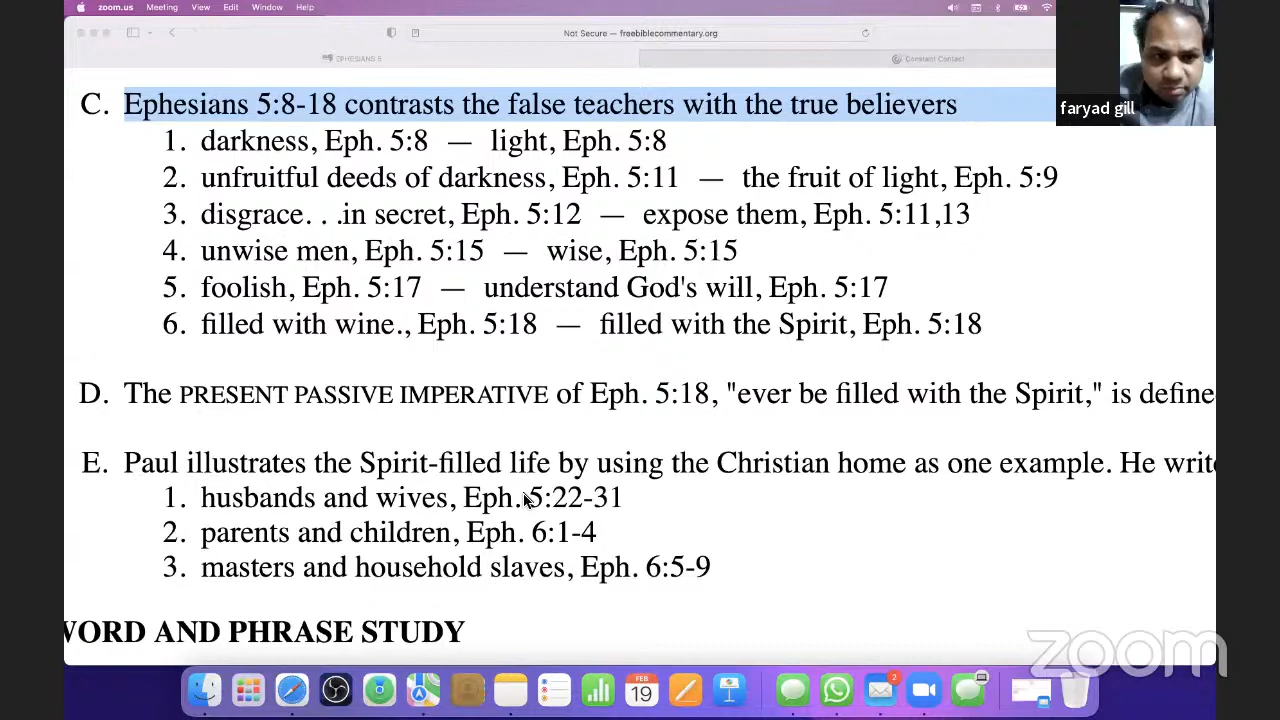 zoom.us Meeting View Edit Window Help
Not Secure — freebiblecommentary.org
EPHESIANS 5
Constant Contact
faryad gill
C. Ephesians 5:8-18 contrasts the false teachers with the true believers
1. darkness, Eph. 5:8 — light, Eph. 5:8
2. unfruitful deeds of darkness, Eph. 5:11 — the fruit of light, Eph. 5:9
3. disgrace. . .in secret, Eph. 5:12 — expose them, Eph. 5:11,13
4. unwise men, Eph. 5:15 — wise, Eph. 5:15
5. foolish, Eph. 5:17 — understand God's will, Eph. 5:17
6. filled with wine., Eph. 5:18 — filled with the Spirit, Eph. 5:18
D. The PRESENT PASSIVE IMPERATIVE of Eph. 5:18, "ever be filled with the Spirit," is define
E. Paul illustrates the Spirit-filled life by using the Christian home as one example. He write
1. husbands and wives, Eph. 5:22-31
2. parents and children, Eph. 6:1-4
3. masters and household slaves, Eph. 6:5-9
WORD AND PHRASE STUDY
zoom
FEB
19
2